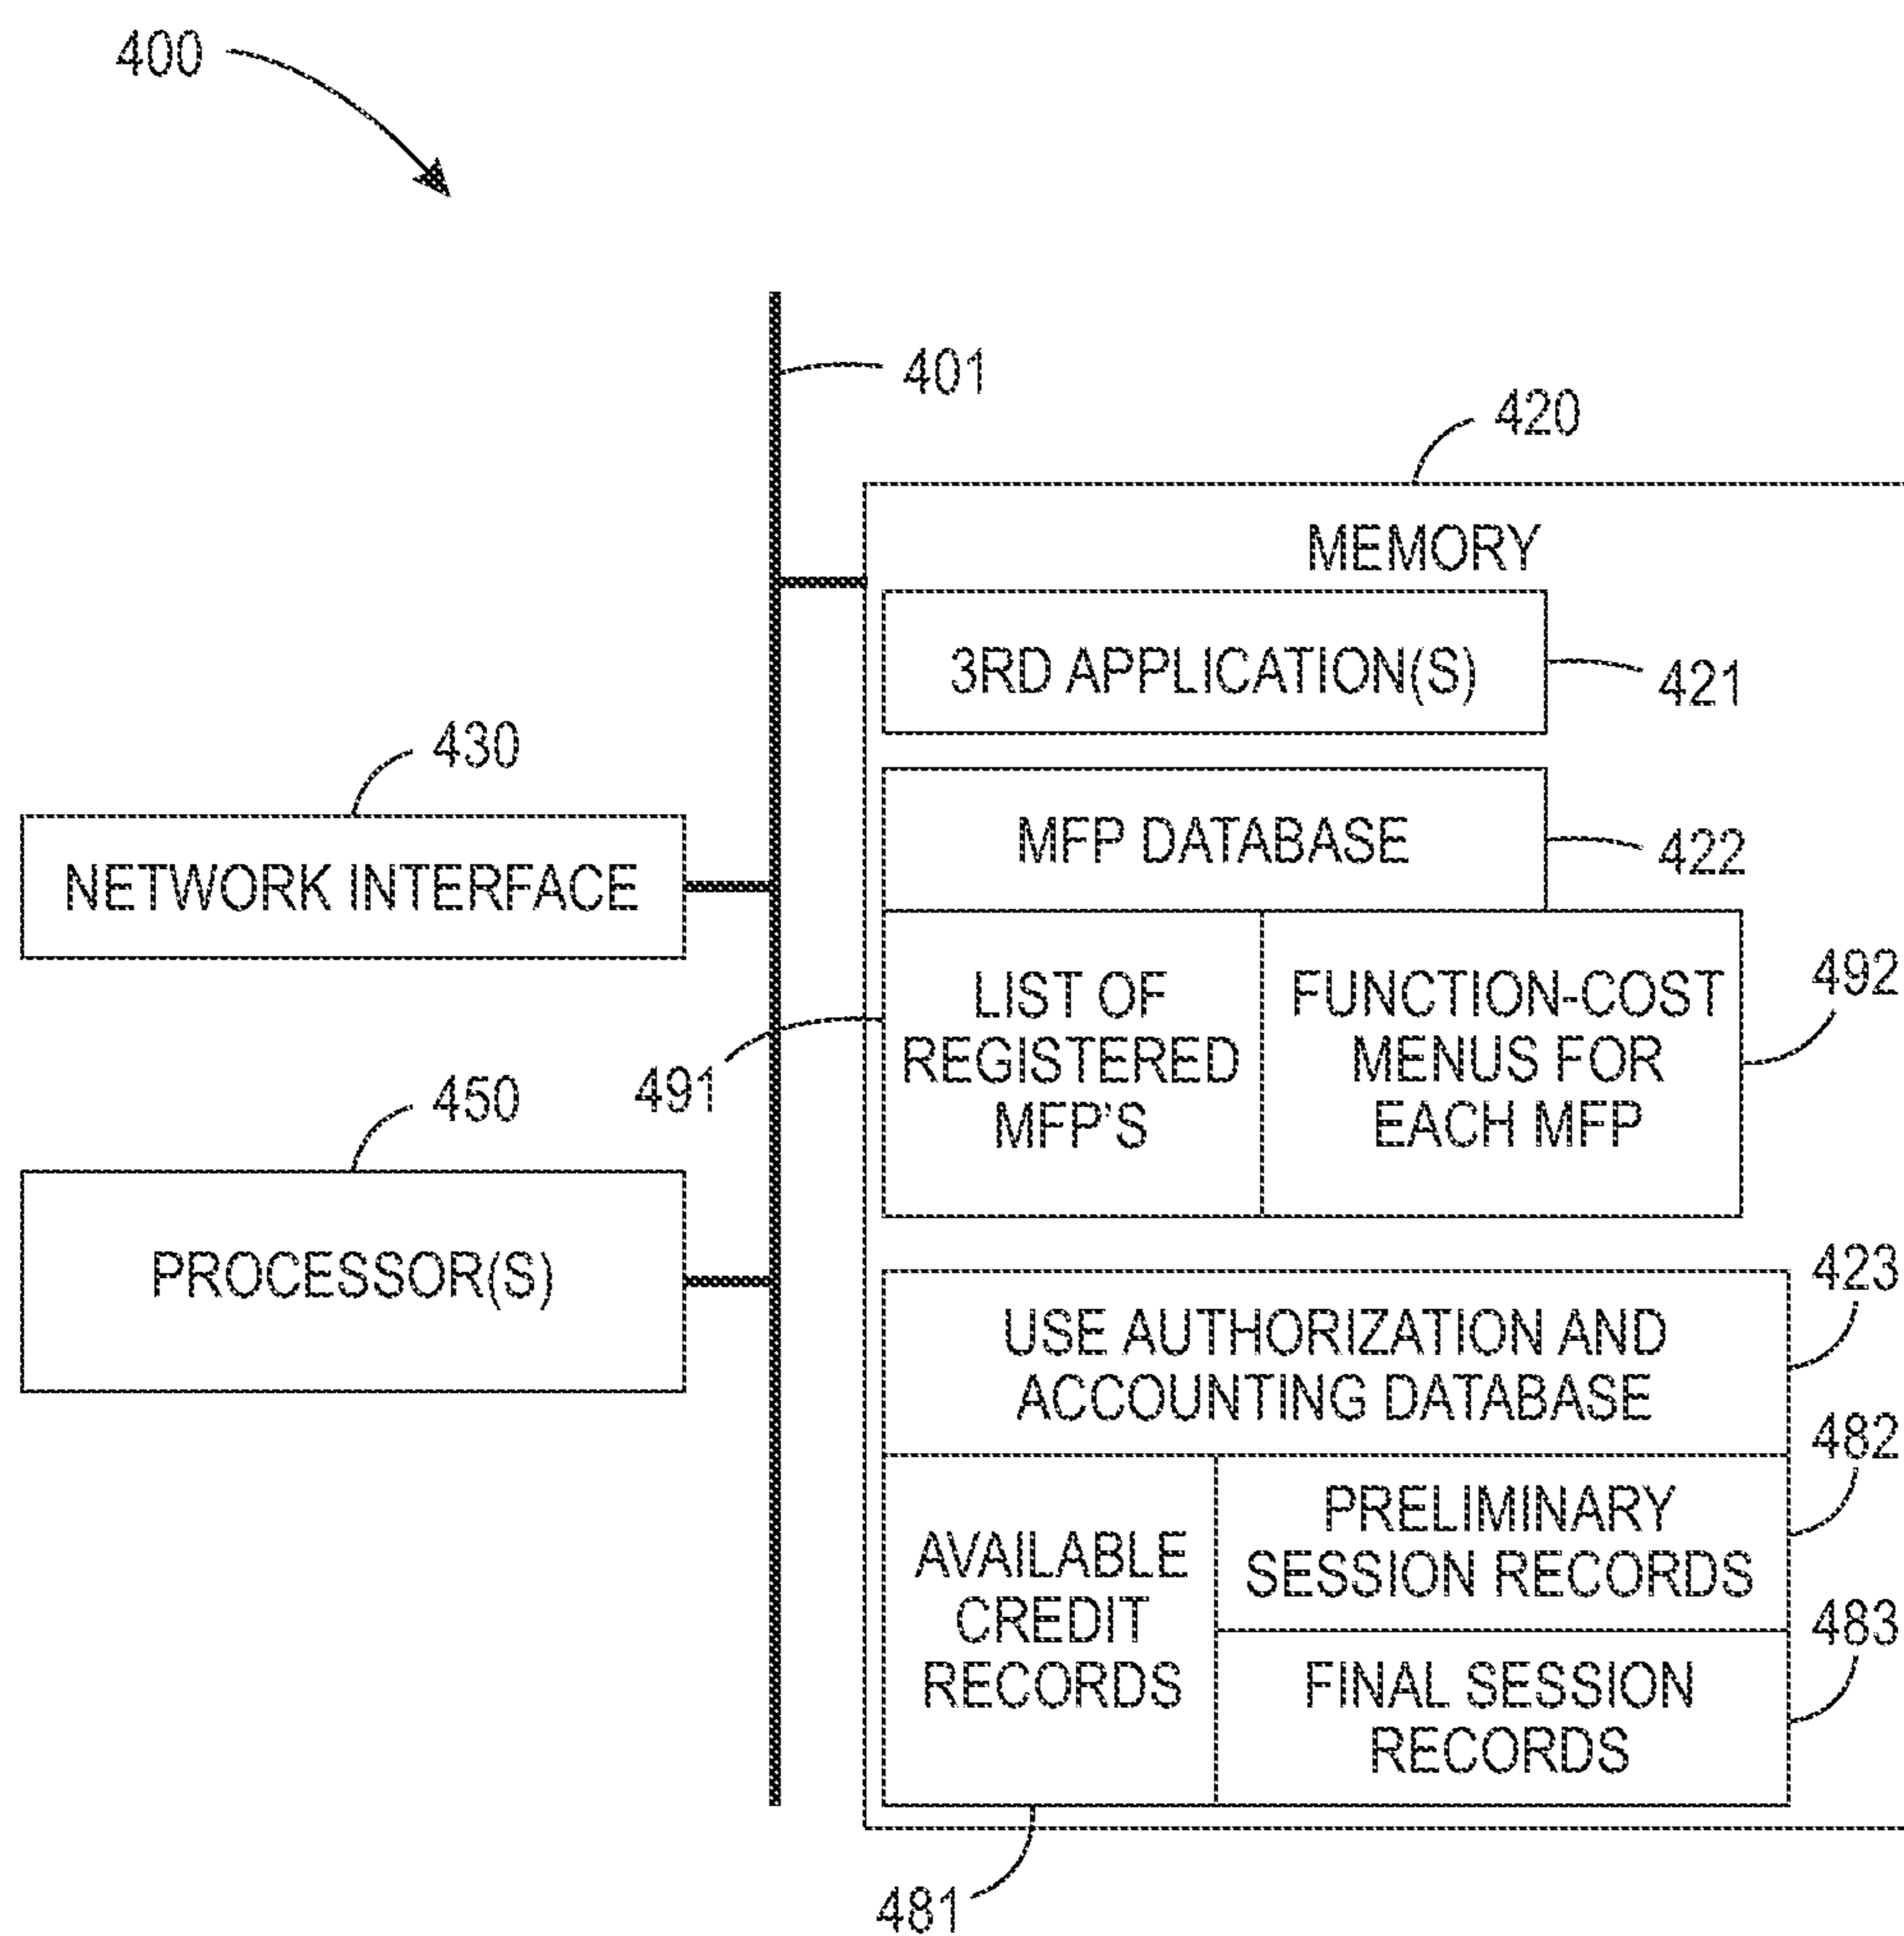 400
401
420
MEMORY
3RD APPLICATION(S)
421
430
MFP DATABASE
422
NETWORK INTERFACE
LIST OF
REGISTERED
MFP'S
FUNCTION-COST
MENUS FOR
EACH MFP
492
491
450
PROCESSOR(S)
423
USE AUTHORIZATION AND
ACCOUNTING DATABASE
482
AVAILABLE
CREDIT
RECORDS
PRELIMINARY
SESSION RECORDS
483
FINAL SESSION
RECORDS
481